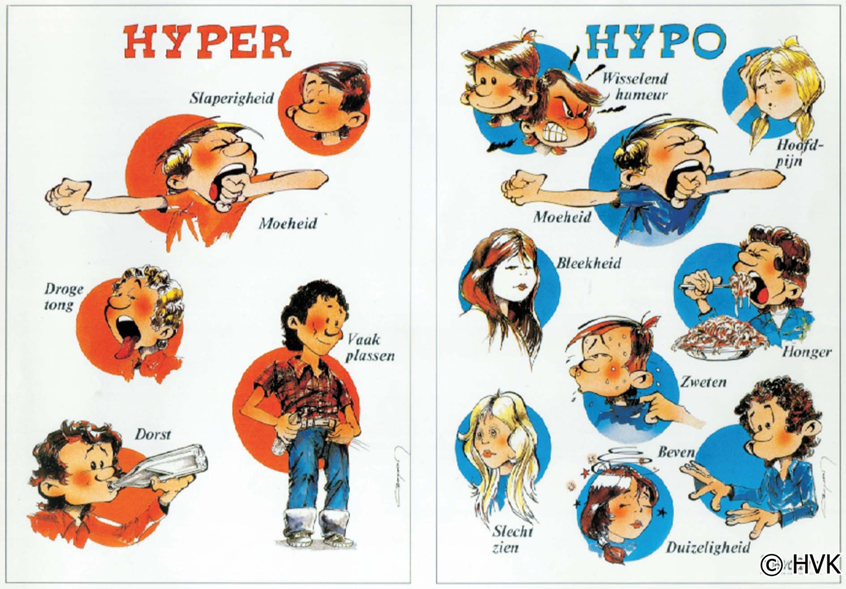 HYPER
Slaperigheid
Moeheid
Droge
tong
Vaak
plassen
Dorst
HYPO
Wisselend
humeur
Hoofd-
pijn
Moeheid
Bleekheid
Honger
Zweten
Beven
Slecht
zien
Duizeligheid
© HVK